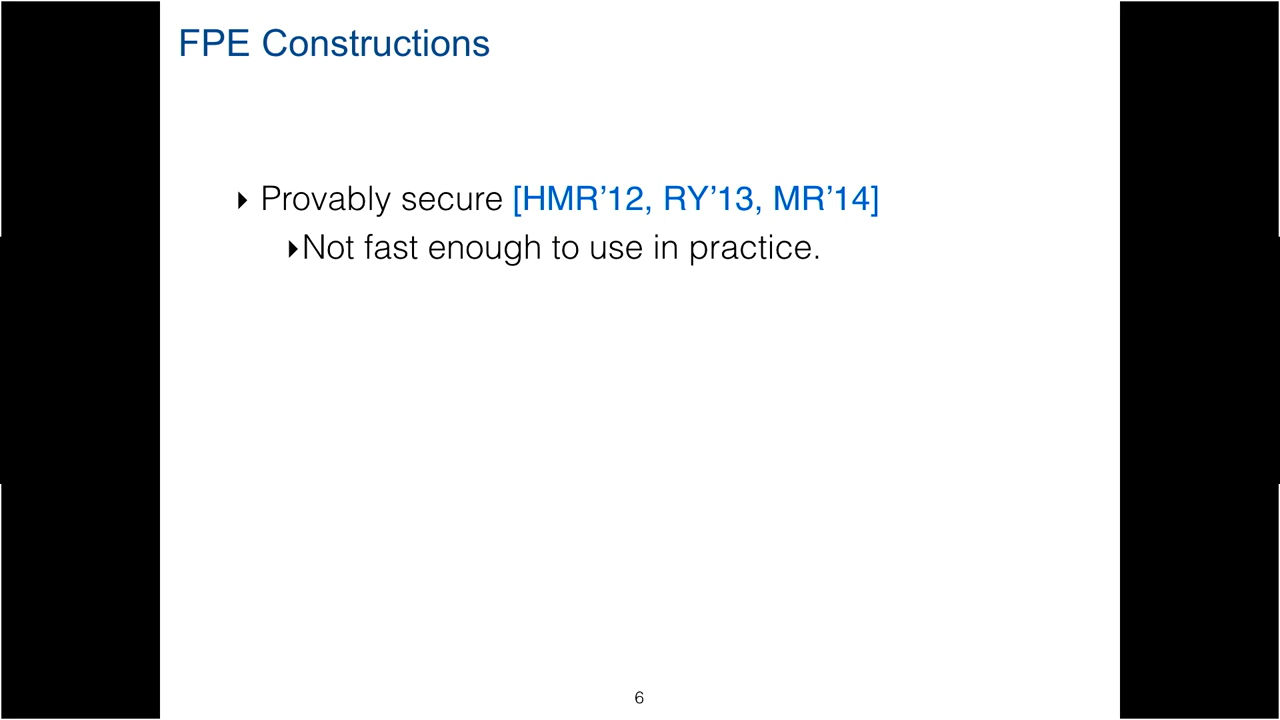 FPE Constructions
‣ Provably secure [HMR’12, RY’13, MR’14]
‣Not fast enough to use in practice.
6